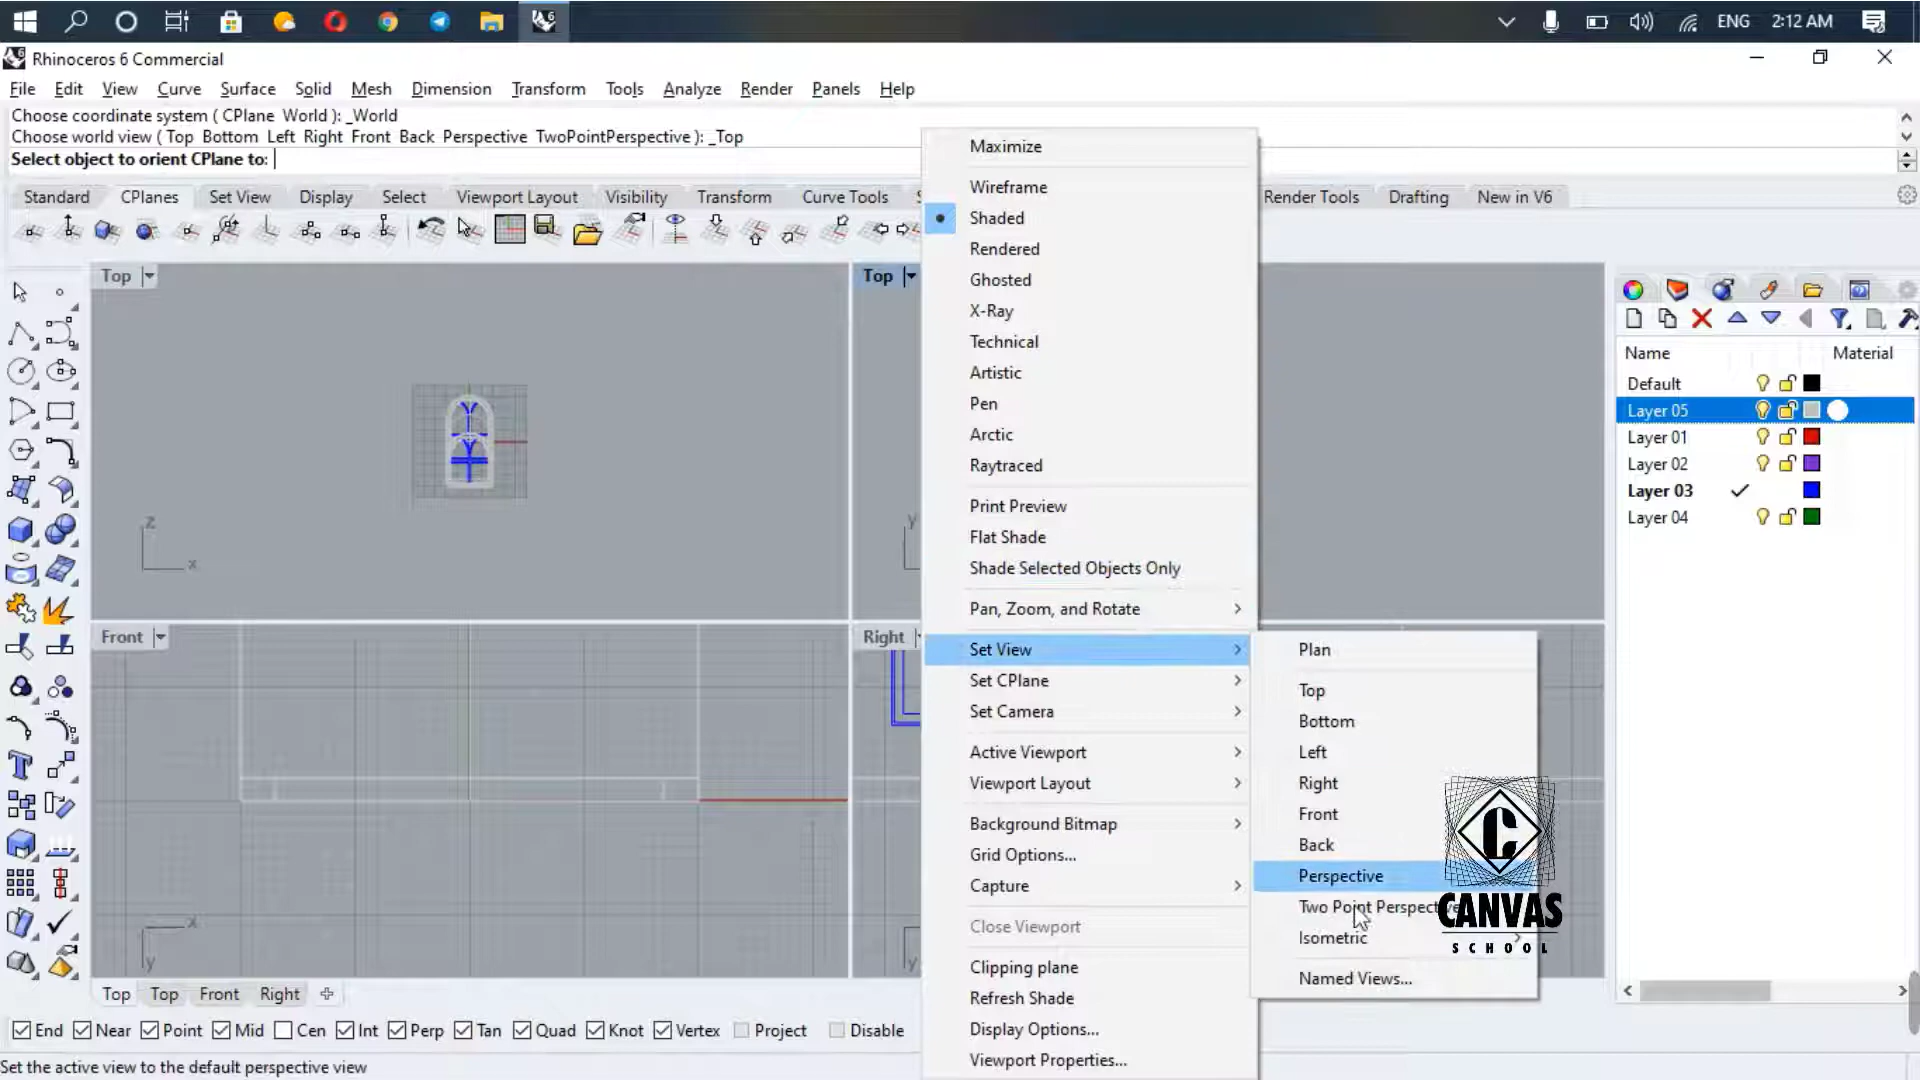 ENG
2:12 AM
Rhinoceros 6 Commercial
File Edit View Curve Surface Solid Mesh Dimension Transform Tools Analyze Render Panels Help
Choose coordinate system ( CPlane World ): _World
Choose world view ( Top Bottom Left Right Front Back Perspective TwoPointPerspective ): _Top
Select object to orient CPlane to:
Standard CPlanes Set View Display Select Viewport Layout Visibility Transform Curve Tools Render Tools Drafting New in V6
Top
Top
Maximize
Wireframe
Shaded
Rendered
Ghosted
X-Ray
Technical
Artistic
Pen
Arctic
Raytraced
Print Preview
Flat Shade
Shade Selected Objects Only
Pan, Zoom, and Rotate
Set View
Set CPlane
Set Camera
Active Viewport
Viewport Layout
Background Bitmap
Grid Options...
Capture
Close Viewport
Clipping plane
Refresh Shade
Display Options...
Viewport Properties...
Plan
Top
Bottom
Left
Right
Front
Back
Perspective
Two Point Perspective
Isometric
Named Views...
z
x
y
Front
Right
x
y
y
Name Material
Default
Layer 05
Layer 01
Layer 02
Layer 03
Layer 04
CANVAS
SCHOOL
Top Top Front Right
End Near Point Mid Cen Int Perp Tan Quad Knot Vertex Project Disable
Set the active view to the default perspective view